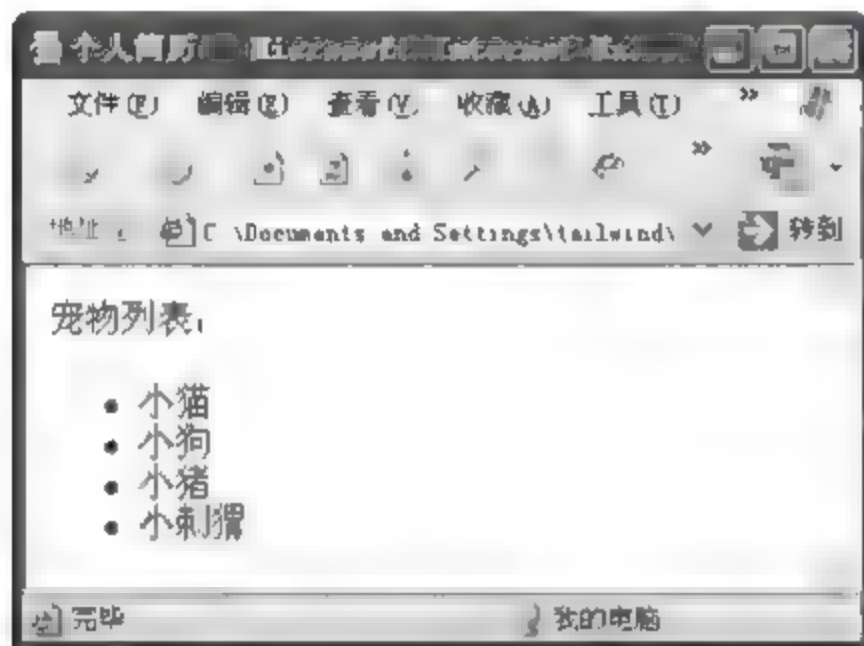 个人简历
文件(F) 编辑(E) 查看(V) 收藏(A) 工具(T) »
»
地址 C:\Documents and Settings\tailwind\ 转到
宠物列表:
小猫
小狗
小猪
小刺猬
完毕 我的电脑